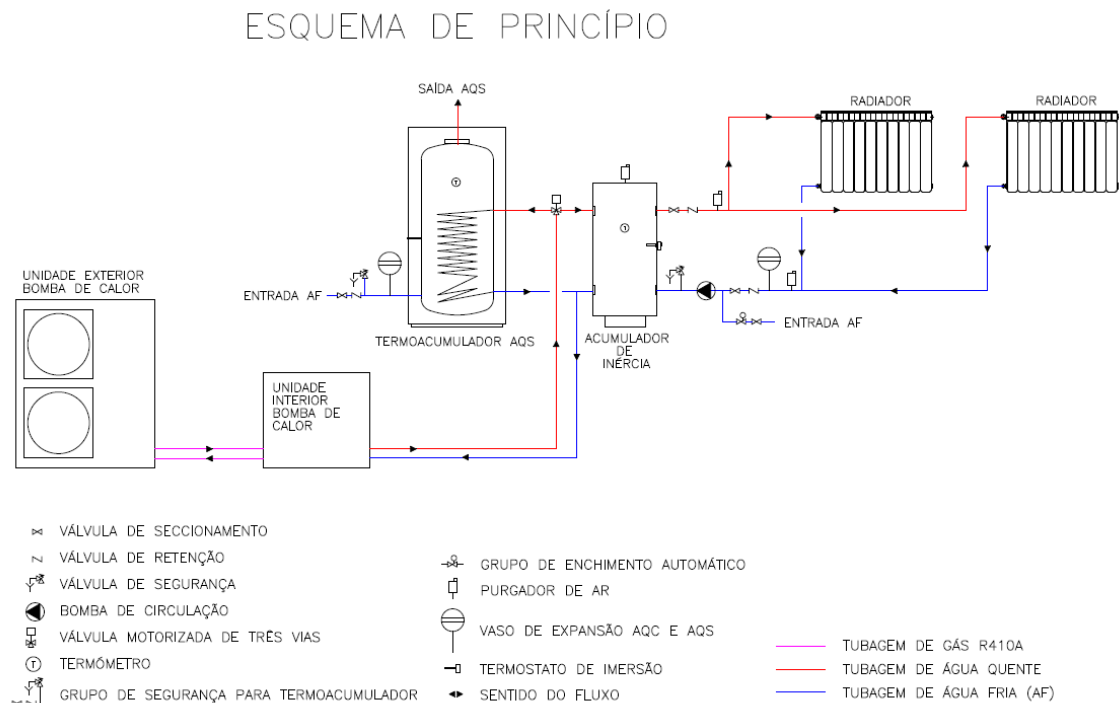 ESQUEMA DE PRINCÍPIO
SAÍDA AQS
RADIADOR
RADIADOR
T
T
UNIDADE EXTERIOR
BOMBA DE CALOR
ENTRADA AF
TERMOACUMULADOR AQS
ACUMULADOR
DE
INÉRCIA
ENTRADA AF
UNIDADE
INTERIOR
BOMBA DE
CALOR
VÁLVULA DE SECCIONAMENTO
VÁLVULA DE RETENÇÃO
VÁLVULA DE SEGURANÇA
BOMBA DE CIRCULAÇÃO
VÁLVULA MOTORIZADA DE TRÊS VIAS
T TERMÓMETRO
GRUPO DE SEGURANÇA PARA TERMOACUMULADOR
GRUPO DE ENCHIMENTO AUTOMÁTICO
PURGADOR DE AR
VASO DE EXPANSÃO AQC E AQS
TERMOSTATO DE IMERSÃO
SENTIDO DO FLUXO
TUBAGEM DE GÁS R410A
TUBAGEM DE ÁGUA QUENTE
TUBAGEM DE ÁGUA FRIA (AF)